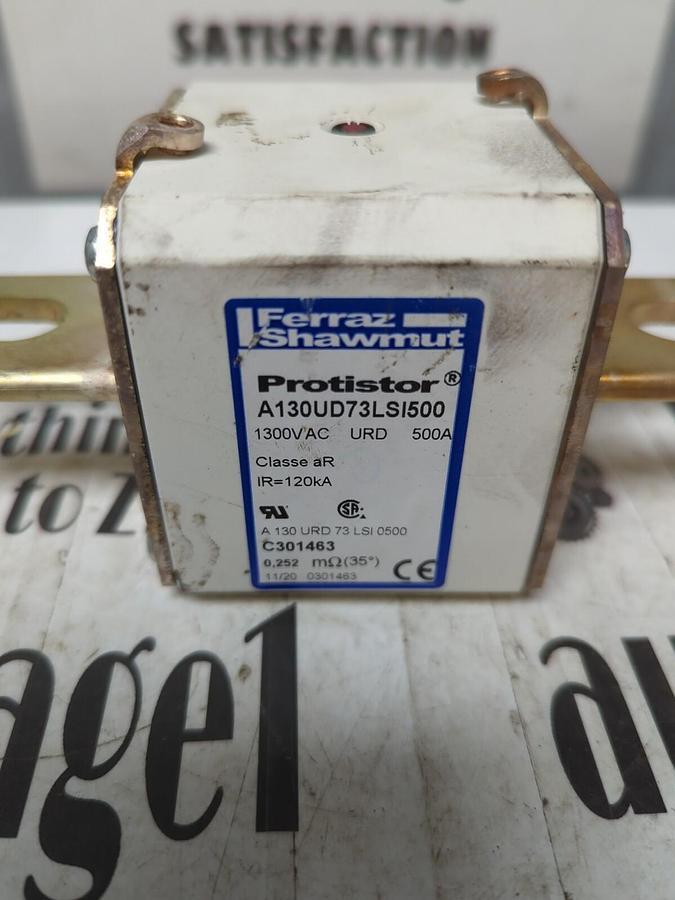 SATISFACTION
Ferraz
Shawmut
Protistor®
A130UD73LSI500
1300VAC URD 500A
Classe aR
IR=120kA
A 130 URD 73 LSI 0500
C301463
0,252 mΩ(35°)
11/20 0301463
CE
to Z